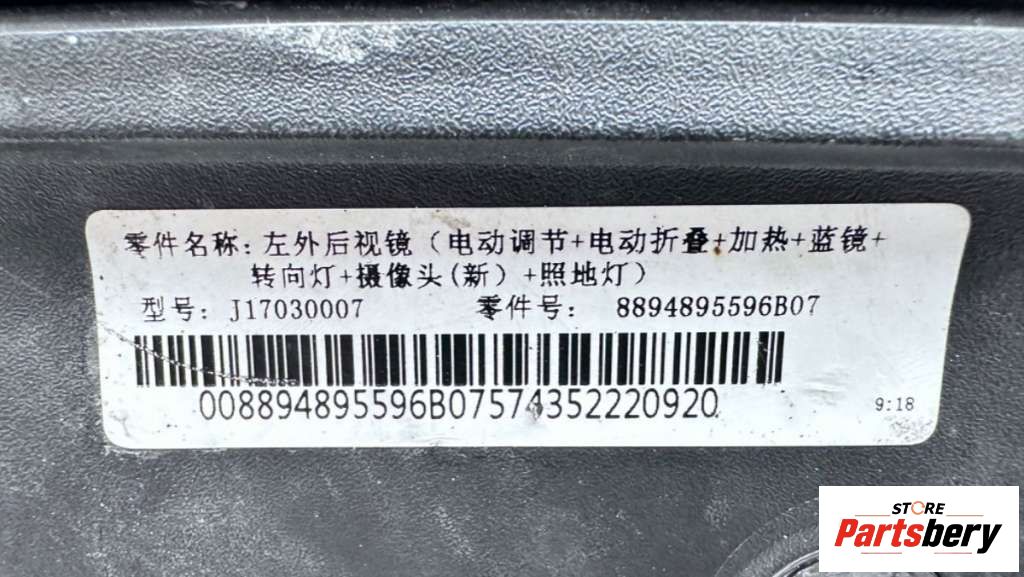 零件名称：左外后视镜（电动调节+电动折叠+加热+蓝镜+
转向灯+摄像头(新）+照地灯）
型号：J17030007 零件号：8894895596B07
008894895596B07574352220920
9:18
STORE
Partsbery